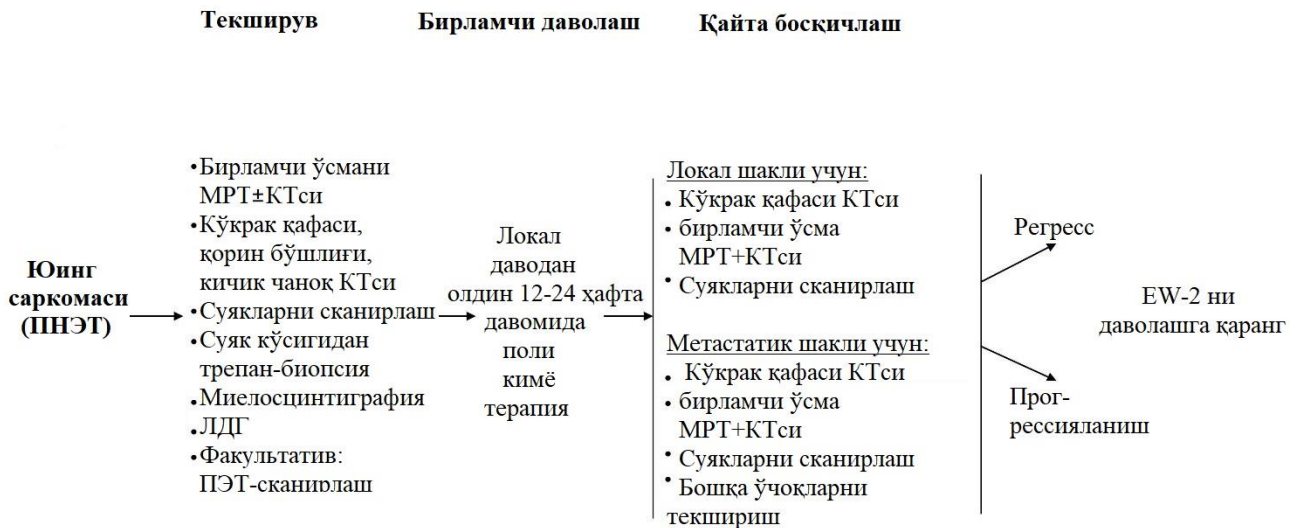 Текширув
Бирламчи даволаш
Қайта босқичлаш
Юинг
саркомаси
(ПНЭТ)
•Бирламчи ўсмани
МРТ±КТси
•Кўкрак қафаси,
қорин бўшлиғи,
кичик чаноқ КТси
•Суякларни сканирлаш
•Суяк кўсигидан
трепан-биопсия
•Миелосцинтиграфия
•ЛДГ
•Факультатив:
ПЭТ-сканирлаш
Локал
даводан
олдин 12-24 ҳафта
давомида
поли
кимё
терапия
Локал шакли учун:
• Кўкрак қафаси КТси
• бирламчи ўсма
МРТ+КТси
• Суякларни сканирлаш
Метастатик шакли учун:
• Кўкрак қафаси КТси
• бирламчи ўсма
МРТ+КТси
• Суякларни сканирлаш
• Бошқа ўчоқларни
текшириш
Регресс
Прог-
рессияланиш
EW-2 ни
даволашга қаранг